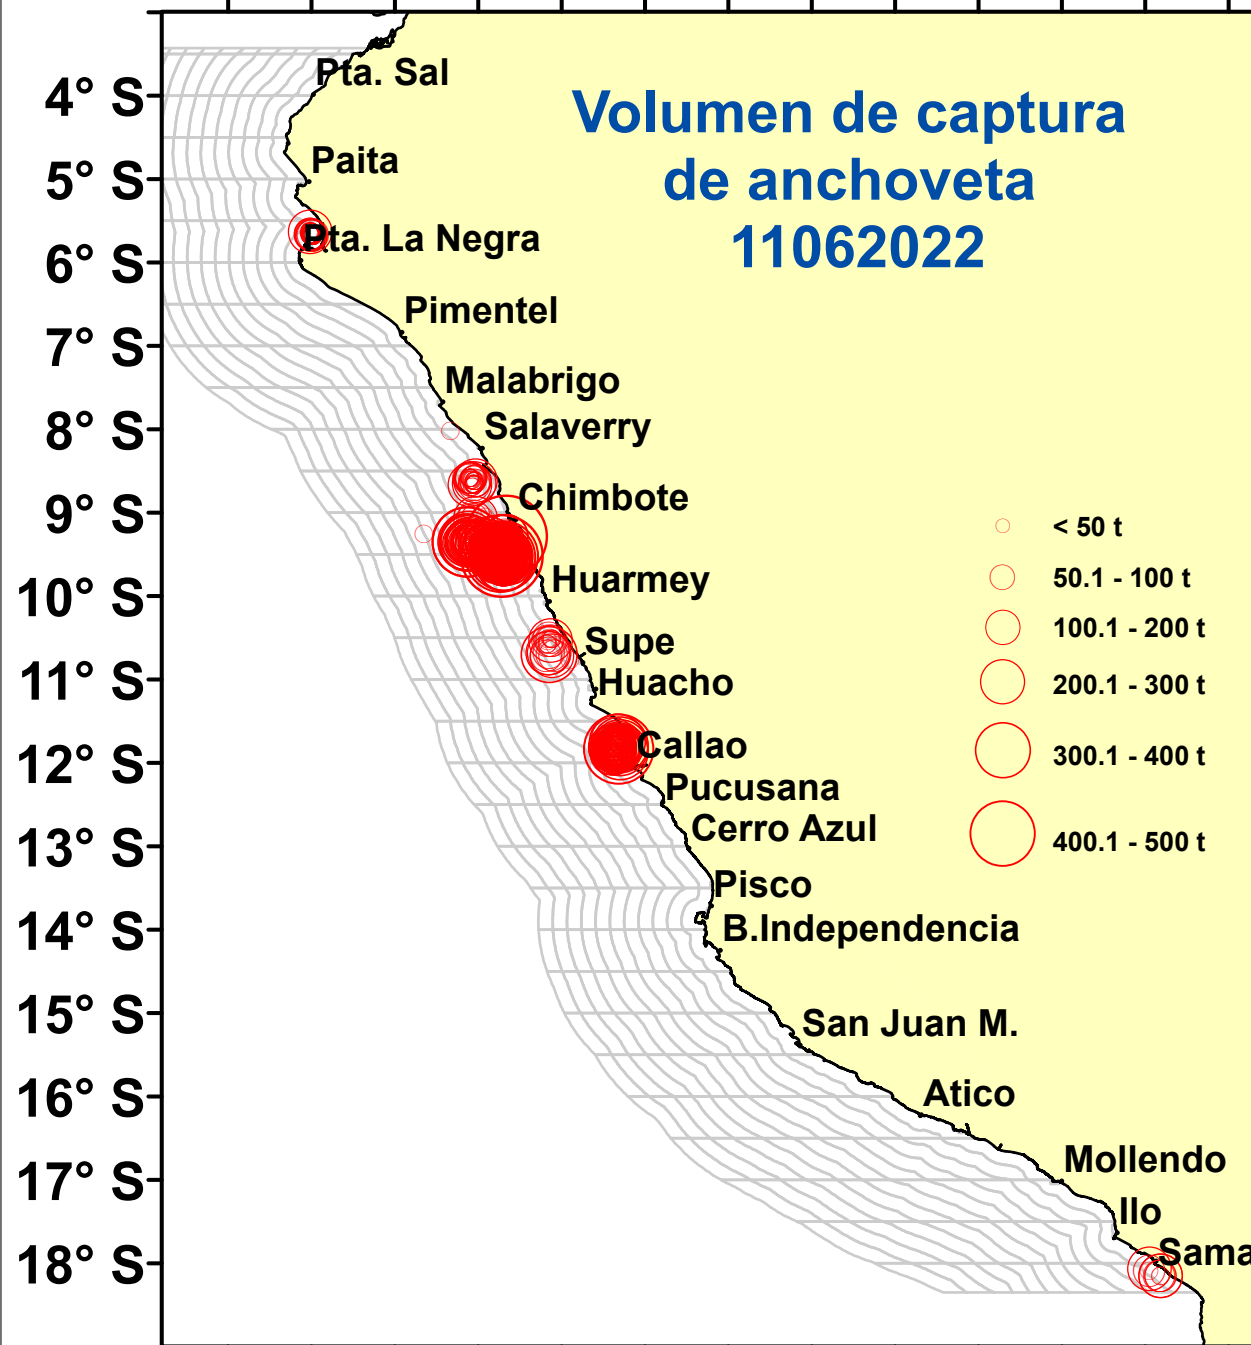 Volumen de captura
de anchoveta
11062022
4° S
5° S
6° S
7° S
8° S
9° S
10° S
11° S
12° S
13° S
14° S
15° S
16° S
17° S
18° S
Pta. Sal
Paita
Pta. La Negra
Pimentel
Malabrigo
Salaverry
Chimbote
Huarmey
Supe
Huacho
Callao
Pucusana
Cerro Azul
Pisco
B.Independencia
San Juan M.
Atico
Mollendo
Ilo
Sama
< 50 t
50.1 - 100 t
100.1 - 200 t
200.1 - 300 t
300.1 - 400 t
400.1 - 500 t